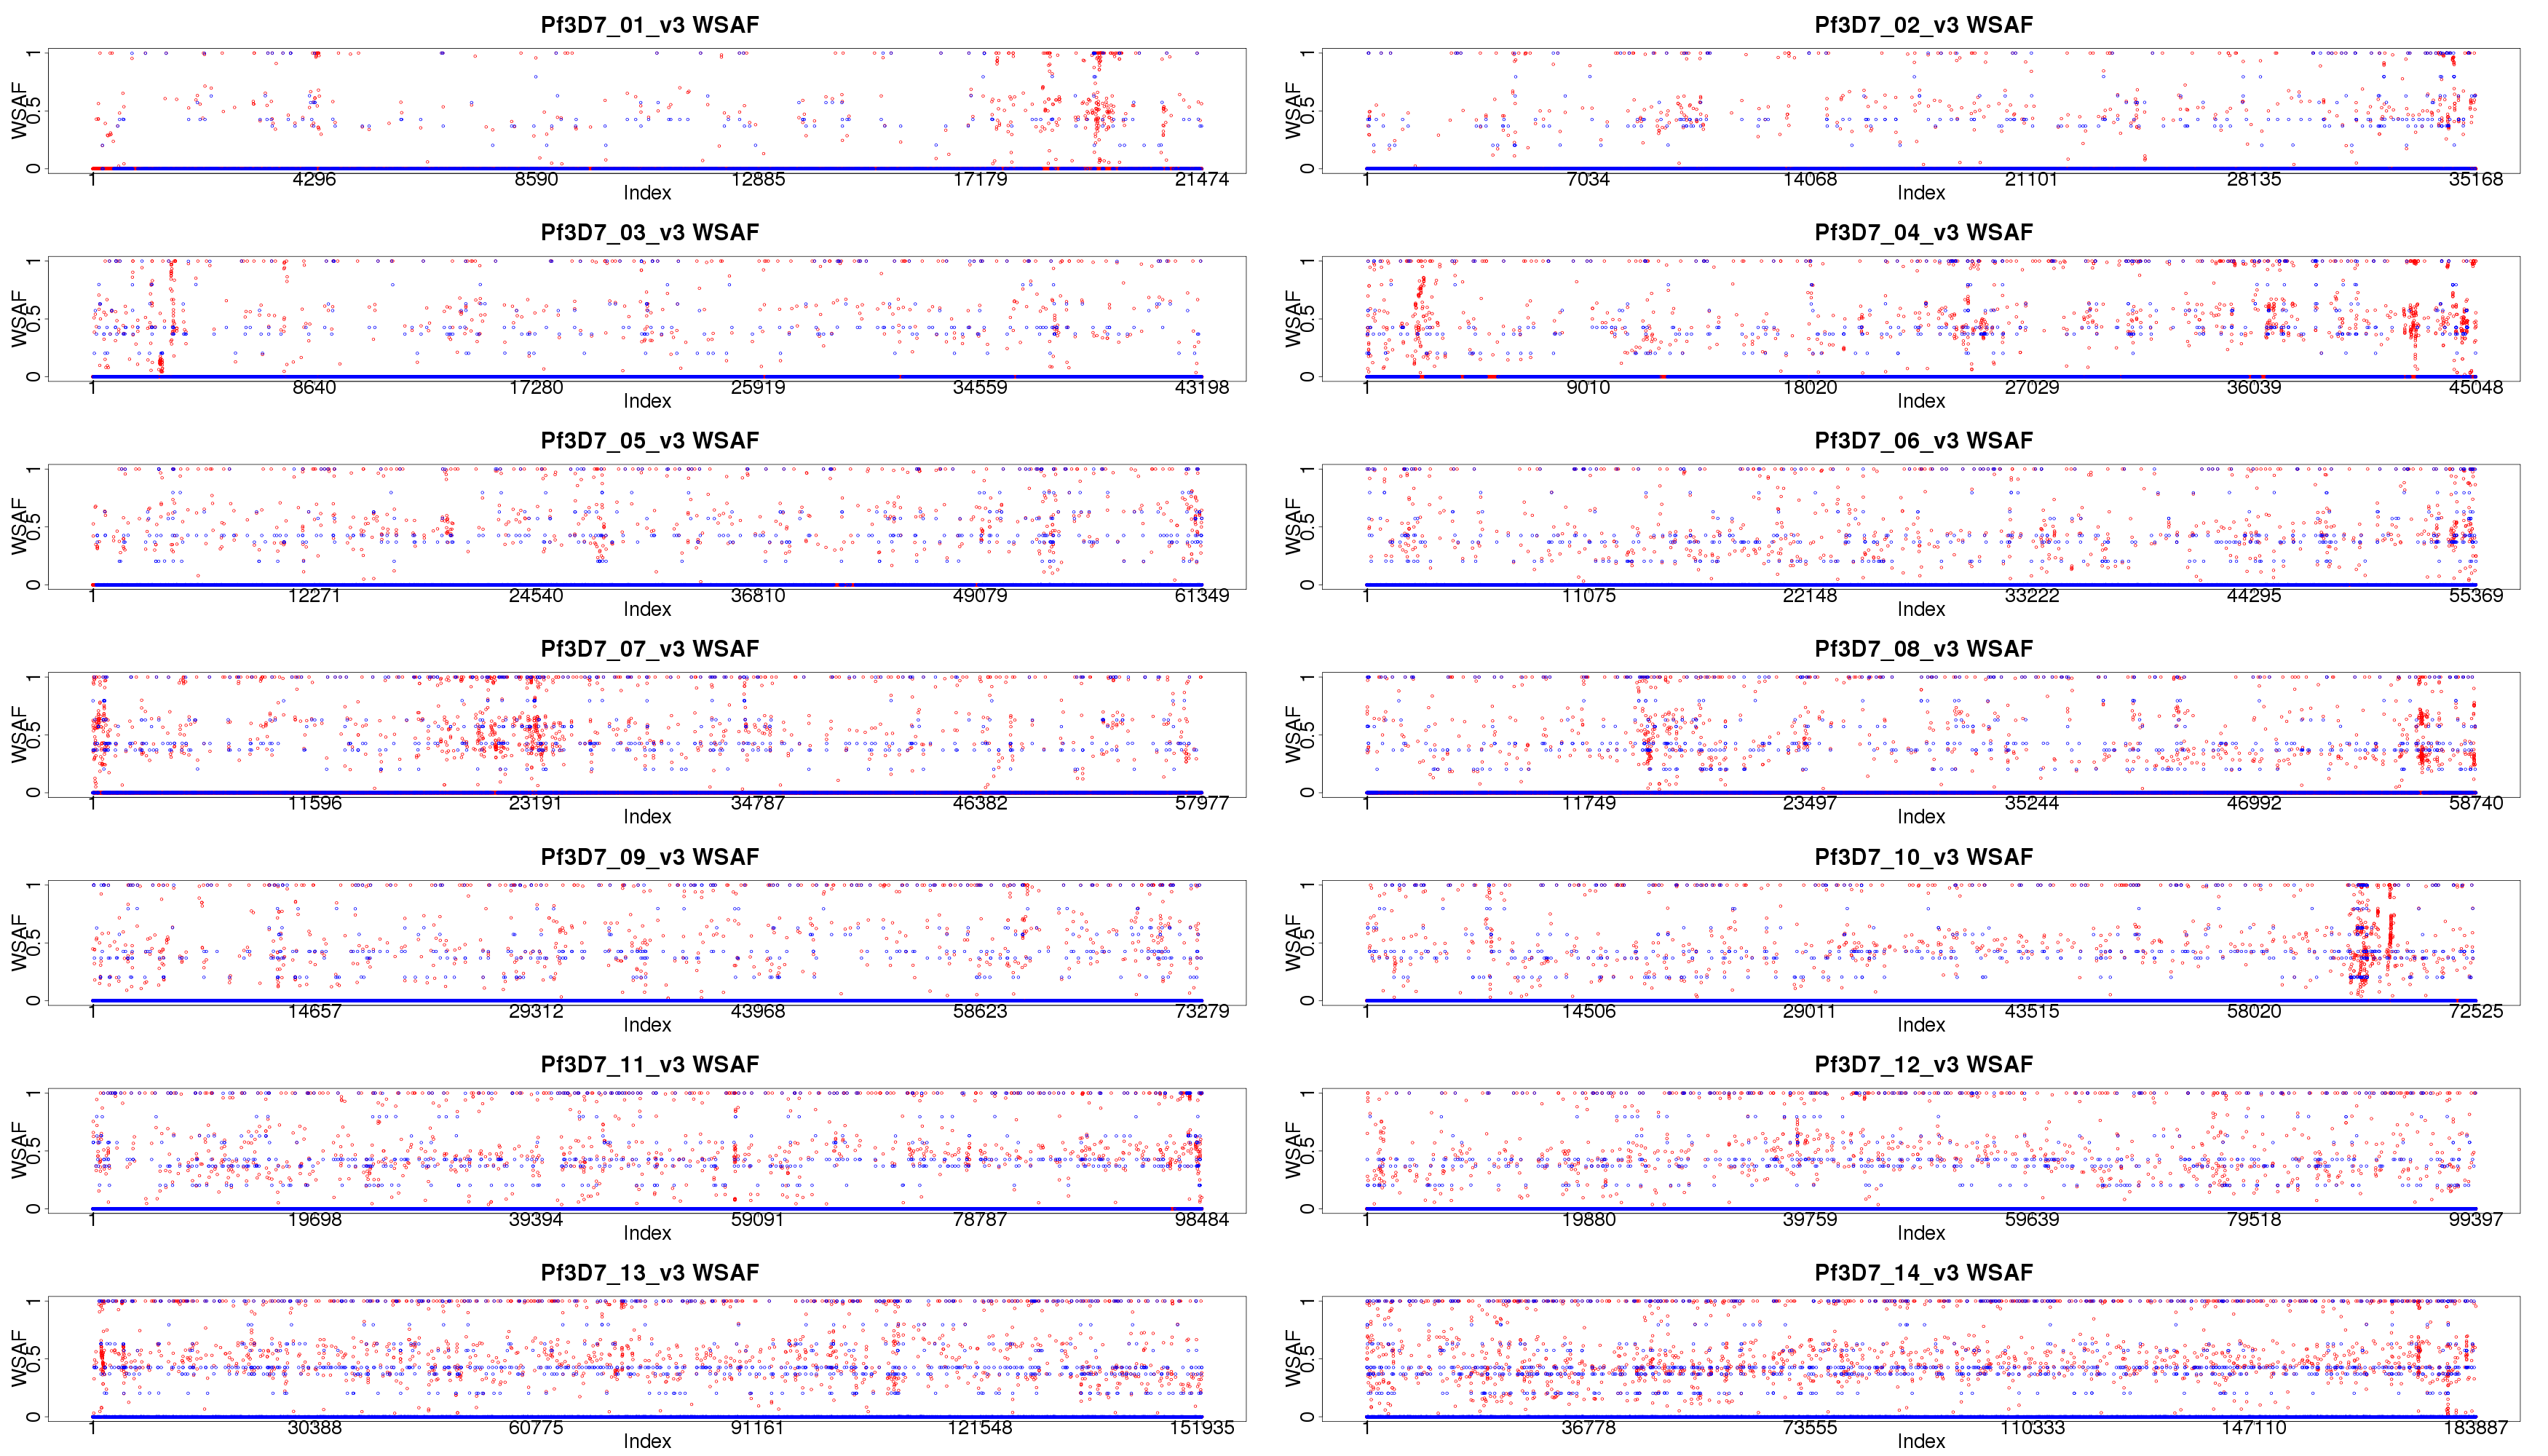 Pf3D7_01_v3 WSAF
WSAF
0 0.5 1
1 4296 8590 12885 17179 21474
Index
Pf3D7_02_v3 WSAF
WSAF
0 0.5 1
1 7034 14068 21101 28135 35168
Index
Pf3D7_03_v3 WSAF
WSAF
0 0.5 1
1 8640 17280 25919 34559 43198
Index
Pf3D7_04_v3 WSAF
WSAF
0 0.5 1
1 9010 18020 27029 36039 45048
Index
Pf3D7_05_v3 WSAF
WSAF
0 0.5 1
1 12271 24540 36810 49079 61349
Index
Pf3D7_06_v3 WSAF
WSAF
0 0.5 1
1 11075 22148 33222 44295 55369
Index
Pf3D7_07_v3 WSAF
WSAF
0 0.5 1
1 11596 23191 34787 46382 57977
Index
Pf3D7_08_v3 WSAF
WSAF
0 0.5 1
1 11749 23497 35244 46992 58740
Index
Pf3D7_09_v3 WSAF
WSAF
0 0.5 1
1 14657 29312 43968 58623 73279
Index
Pf3D7_10_v3 WSAF
WSAF
0 0.5 1
1 14506 29011 43515 58020 72525
Index
Pf3D7_11_v3 WSAF
WSAF
0 0.5 1
1 19698 39394 59091 78787 98484
Index
Pf3D7_12_v3 WSAF
WSAF
0 0.5 1
1 19880 39759 59639 79518 99397
Index
Pf3D7_13_v3 WSAF
WSAF
0 0.5 1
1 30388 60775 91161 121548 151935
Index
Pf3D7_14_v3 WSAF
WSAF
0 0.5 1
1 36778 73555 110333 147110 183887
Index